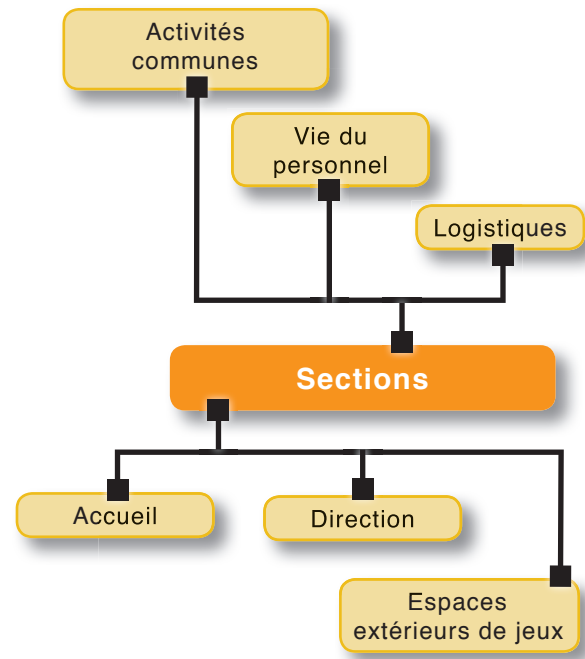 Activités
communes
Vie du
personnel
Logistiques
Sections
Accueil
Direction
Espaces
extérieurs de jeux